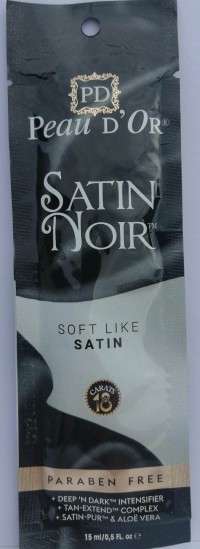 PD
PEAU D'OR®
SATIN
NOIR™
SOFT LIKE
SATIN
CARATS
18
PARABEN FREE
+ DEEP 'N DARK™ INTENSIFIER
+ TAN-EXTEND™ COMPLEX
+ SATIN-PUR™ & ALOË VERA
15 ml/0,5 FL. oz ℮